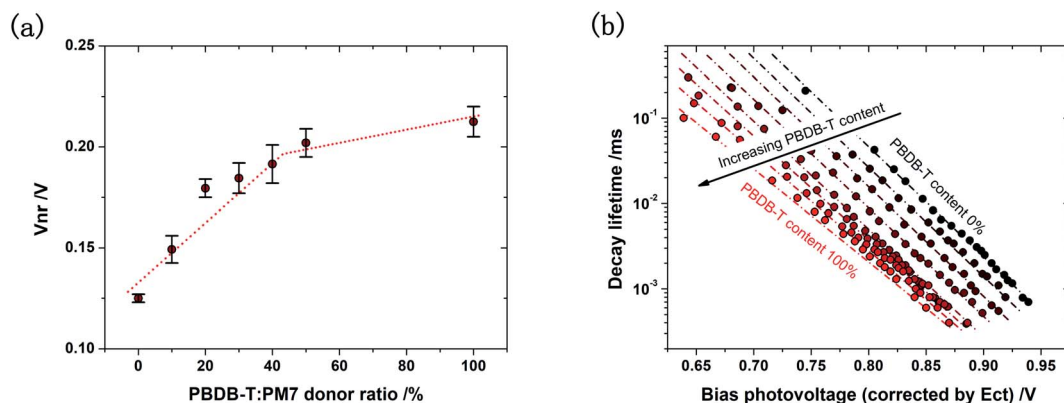 (a)
0.25
0.20
0.15
0.10
Vnr /V
0 20 40 60 80 100
PBDB-T:PM7 donor ratio /%
(b)
10⁻¹
10⁻²
10⁻³
Decay lifetime /ms
Increasing PBDB-T content
PBDB-T content 0%
PBDB-T content 100%
0.65 0.70 0.75 0.80 0.85 0.90 0.95
Bias photovoltage (corrected by Ect) /V